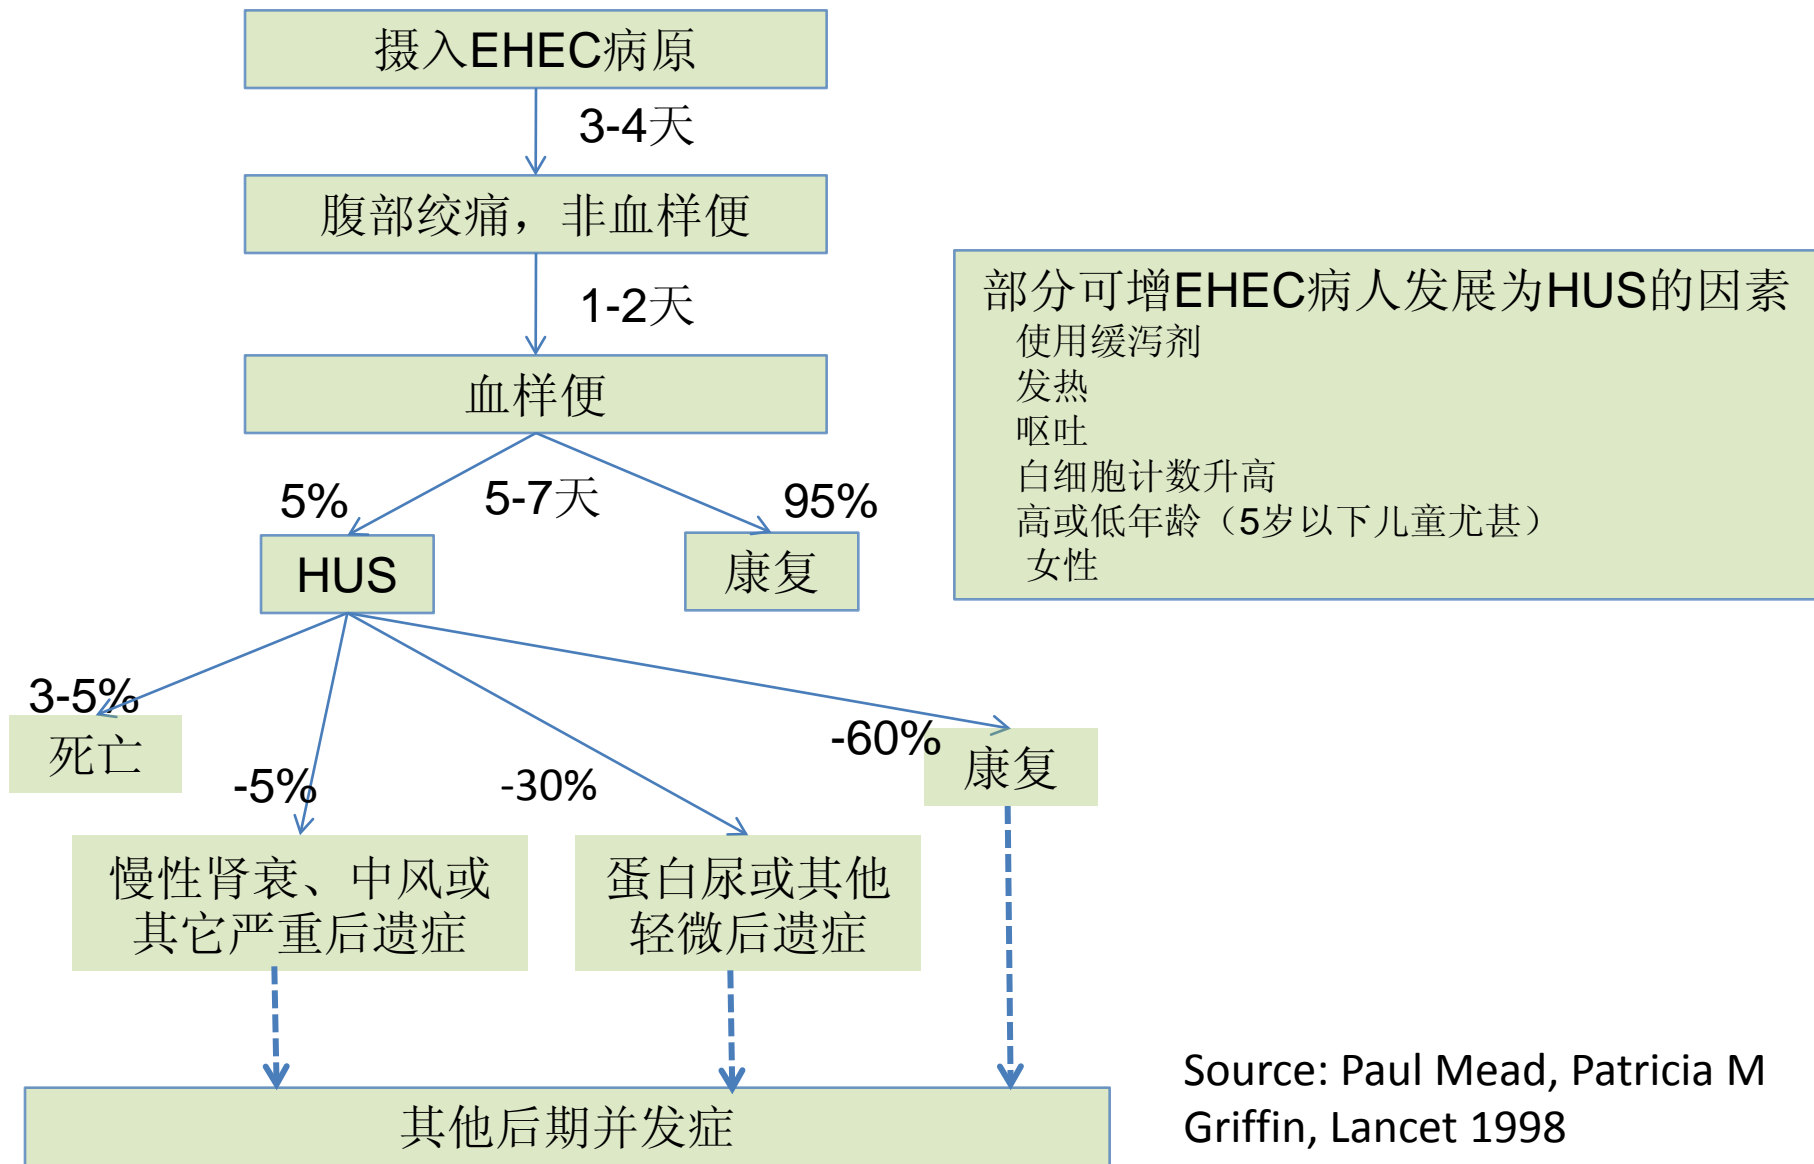 摄入EHEC病原
3-4天
腹部绞痛，非血样便
1-2天
血样便
5%
5-7天
95%
HUS
康复
部分可增EHEC病人发展为HUS的因素
使用缓泻剂
发热
呕吐
白细胞计数升高
高或低年龄（5岁以下儿童尤甚）
女性
3-5%
死亡
-5%
-30%
-60%
康复
慢性肾衰、中风或
其它严重后遗症
蛋白尿或其他
轻微后遗症
其他后期并发症
Source: Paul Mead, Patricia M
Griffin, Lancet 1998